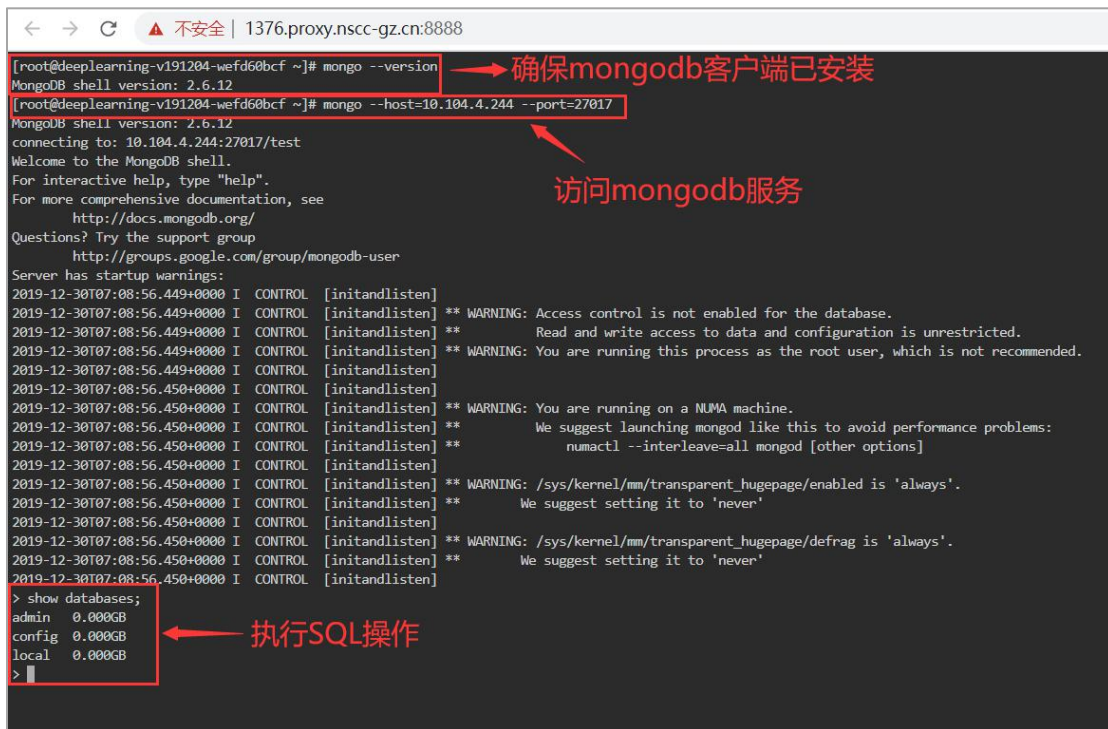 不安全 | 1376.proxy.nscc-gz.cn:8888
[root@deeplearning-v191204-wefd60bcf ~]# mongo --version
确保mongodb客户端已安装
MongoDB shell version: 2.6.12
[root@deeplearning-v191204-wefd60bcf ~]# mongo --host=10.104.4.244 --port=27017
MongoDB shell version: 2.6.12
connecting to: 10.104.4.244:27017/test
Welcome to the MongoDB shell.
For interactive help, type "help".
访问mongodb服务
For more comprehensive documentation, see
http://docs.mongodb.org/
Questions? Try the support group
http://groups.google.com/group/mongodb-user
Server has startup warnings:
2019-12-30T07:08:56.449+0000 I  CONTROL  [initandlisten]
2019-12-30T07:08:56.449+0000 I  CONTROL  [initandlisten] ** WARNING: Access control is not enabled for the database.
2019-12-30T07:08:56.449+0000 I  CONTROL  [initandlisten] **          Read and write access to data and configuration is unrestricted.
2019-12-30T07:08:56.449+0000 I  CONTROL  [initandlisten] ** WARNING: You are running this process as the root user, which is not recommended.
2019-12-30T07:08:56.449+0000 I  CONTROL  [initandlisten]
2019-12-30T07:08:56.450+0000 I  CONTROL  [initandlisten]
2019-12-30T07:08:56.450+0000 I  CONTROL  [initandlisten] ** WARNING: You are running on a NUMA machine.
2019-12-30T07:08:56.450+0000 I  CONTROL  [initandlisten] **          We suggest launching mongod like this to avoid performance problems:
2019-12-30T07:08:56.450+0000 I  CONTROL  [initandlisten] **              numactl --interleave=all mongod [other options]
2019-12-30T07:08:56.450+0000 I  CONTROL  [initandlisten]
2019-12-30T07:08:56.450+0000 I  CONTROL  [initandlisten] ** WARNING: /sys/kernel/mm/transparent_hugepage/enabled is 'always'.
2019-12-30T07:08:56.450+0000 I  CONTROL  [initandlisten] **        We suggest setting it to 'never'
2019-12-30T07:08:56.450+0000 I  CONTROL  [initandlisten]
2019-12-30T07:08:56.450+0000 I  CONTROL  [initandlisten] ** WARNING: /sys/kernel/mm/transparent_hugepage/defrag is 'always'.
2019-12-30T07:08:56.450+0000 I  CONTROL  [initandlisten] **        We suggest setting it to 'never'
2019-12-30T07:08:56.450+0000 I  CONTROL  [initandlisten]
> show databases;
admin   0.000GB
config  0.000GB
执行SQL操作
local   0.000GB
>